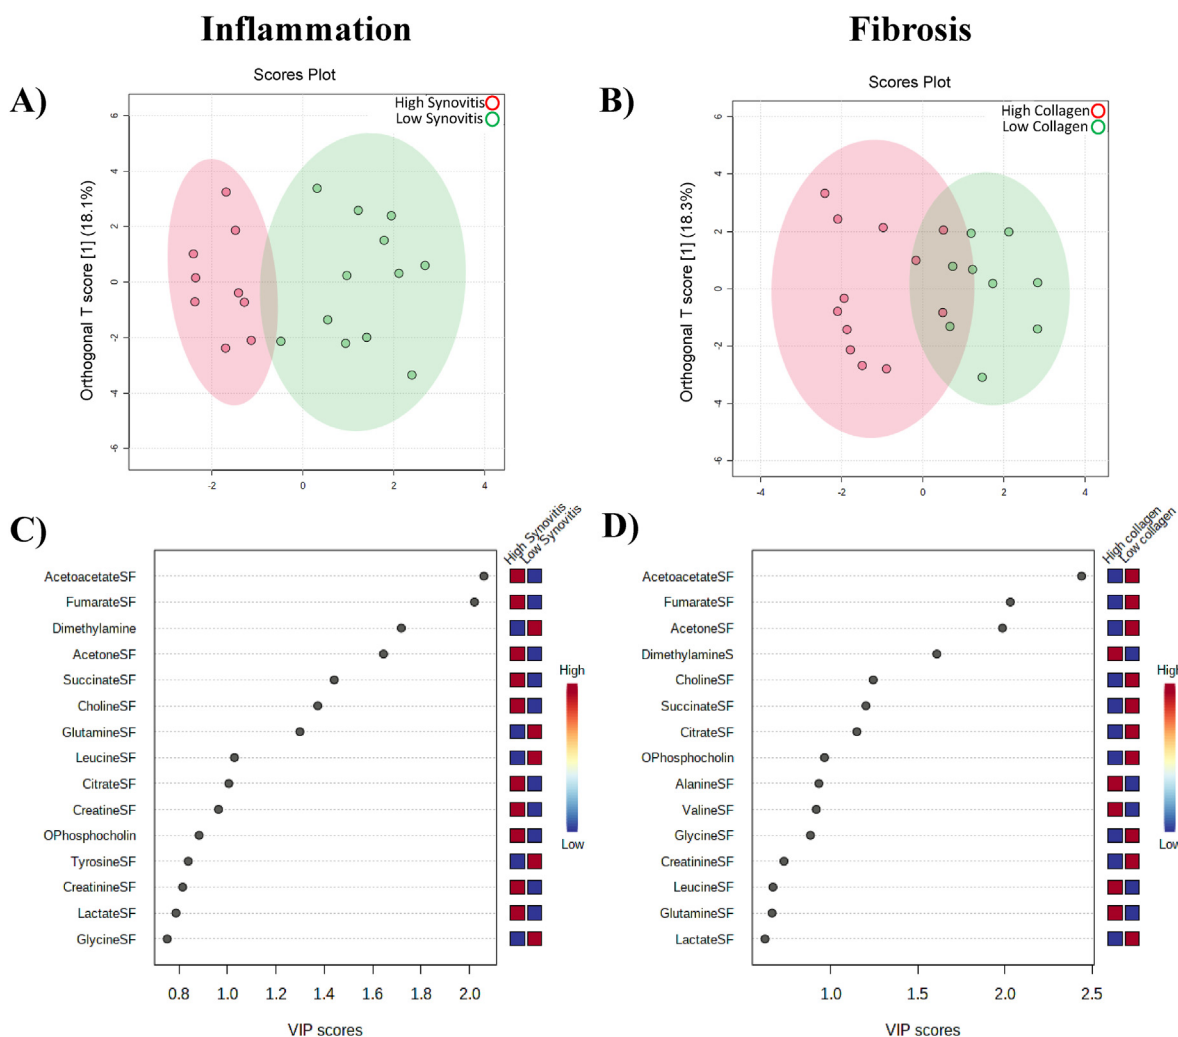 Inflammation
Fibrosis
A)
Scores Plot
High Synovitis
Low Synovitis
Orthogonal T score [1] (18.1%)
6
4
2
0
-2
-4
-6
-2
0
2
4
B)
Scores Plot
High Collagen
Low Collagen
Orthogonal T score [1] (18.3%)
6
4
2
0
-2
-4
-6
-4
-2
0
2
4
C)
High Synovitis
Low Synovitis
AcetoacetateSF
FumarateSF
Dimethylamine
AcetoneSF
SuccinateSF
CholineSF
GlutamineSF
LeucineSF
CitrateSF
CreatineSF
OPhosphocholin
TyrosineSF
CreatinineSF
LactateSF
GlycineSF
High
Low
0.8 1.0 1.2 1.4 1.6 1.8 2.0
VIP scores
D)
High collagen
Low collagen
AcetoacetateSF
FumarateSF
AcetoneSF
DimethylamineS
CholineSF
SuccinateSF
CitrateSF
OPhosphocholin
AlanineSF
ValineSF
GlycineSF
CreatinineSF
LeucineSF
GlutamineSF
LactateSF
High
Low
1.0 1.5 2.0 2.5
VIP scores